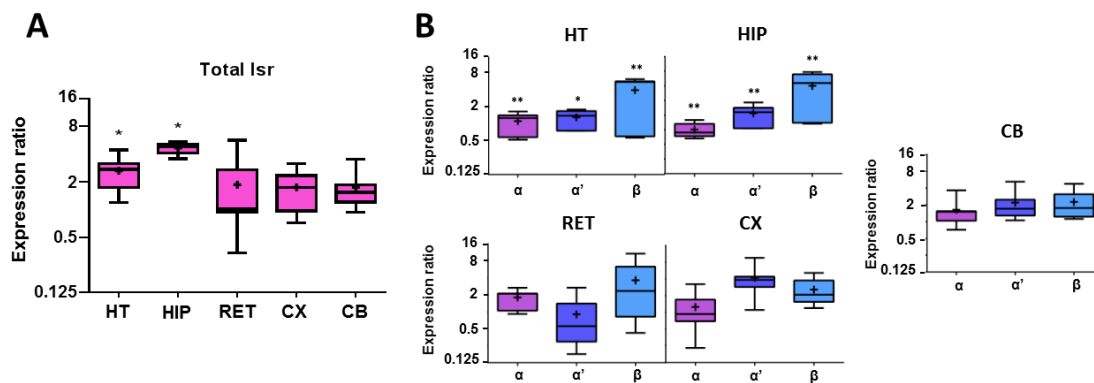 A
Total Isr
Expression ratio
16
8
2
0.5
0.125
* *
HT HIP RET CX CB
B
HT HIP
Expression ratio
16
8
2
0.5
0.125
** * ** ** ** **
α α’ β α α’ β
RET CX
Expression ratio
16
8
2
0.5
0.125
α α’ β α α’ β
CB
Expression ratio
16
8
2
0.5
0.125
α α’ β